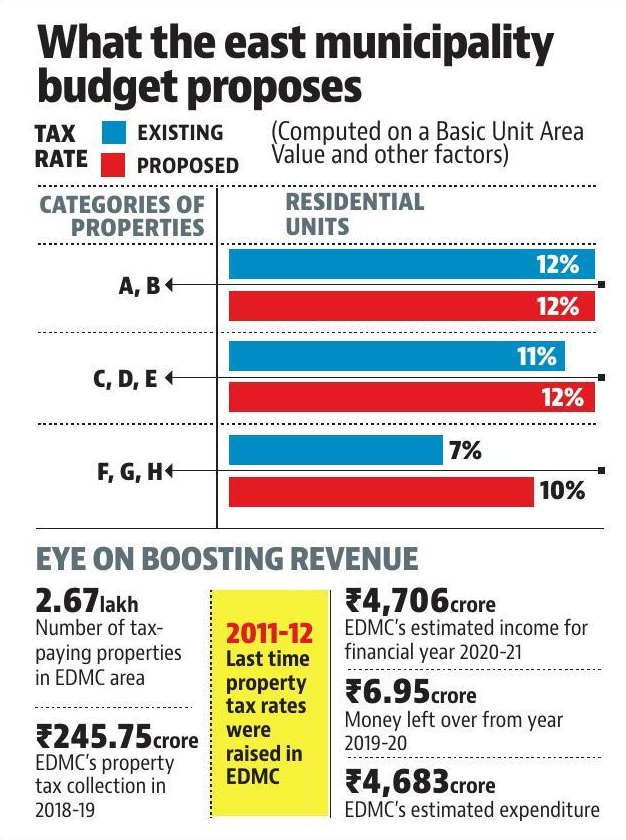 What the east municipality
budget proposes
TAX
RATE
EXISTING
PROPOSED
(Computed on a Basic Unit Area
Value and other factors)
CATEGORIES OF
PROPERTIES
RESIDENTIAL
UNITS
A, B
12%
12%
C, D, E
11%
12%
F, G, H
7%
10%
EYE ON BOOSTING REVENUE
2.67lakh
Number of tax-
paying properties
in EDMC area
₹245.75crore
EDMC's property
tax collection in
2018-19
2011-12
Last time
property
tax rates
were
raised in
EDMC
₹4,706crore
EDMC's estimated income for
financial year 2020-21
₹6.95crore
Money left over from year
2019-20
₹4,683crore
EDMC's estimated expenditure